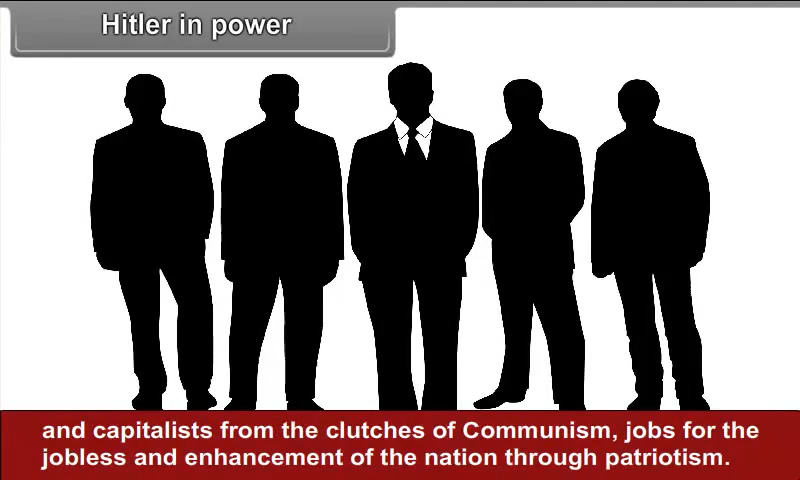 Hitler in power
and capitalists from the clutches of Communism, jobs for the
jobless and enhancement of the nation through patriotism.